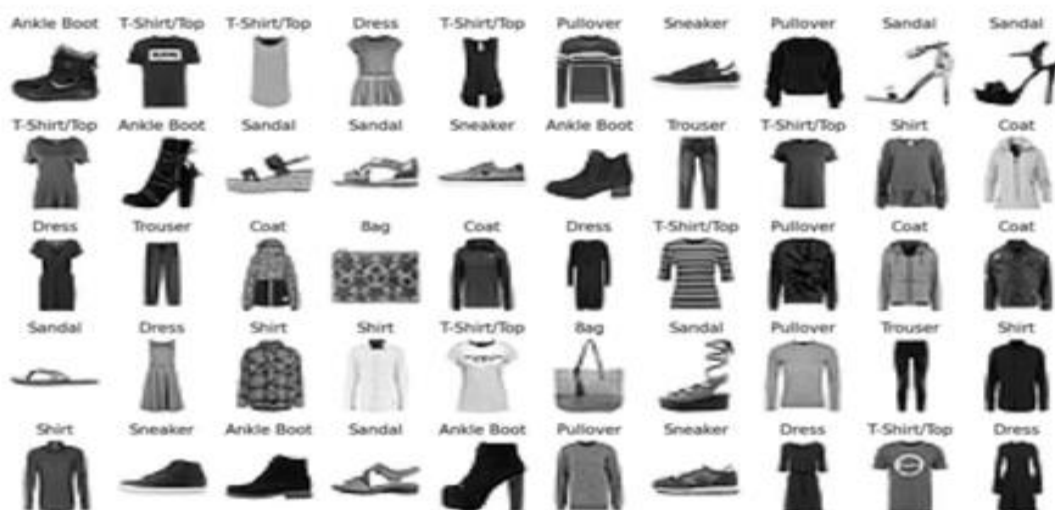 Ankle Boot T-Shirt/Top T-Shirt/Top Dress T-Shirt/Top Pullover Sneaker Pullover Sandal Sandal
T-Shirt/Top Ankle Boot Sandal Sandal Sneaker Ankle Boot Trouser T-Shirt/Top Shirt Coat
Dress Trouser Coat Bag Coat Dress T-Shirt/Top Pullover Coat Coat
Sandal Dress Shirt Shirt T-Shirt/Top Bag Sandal Pullover Trouser Shirt
Shirt Sneaker Ankle Boot Sandal Ankle Boot Pullover Sneaker Dress T-Shirt/Top Dress